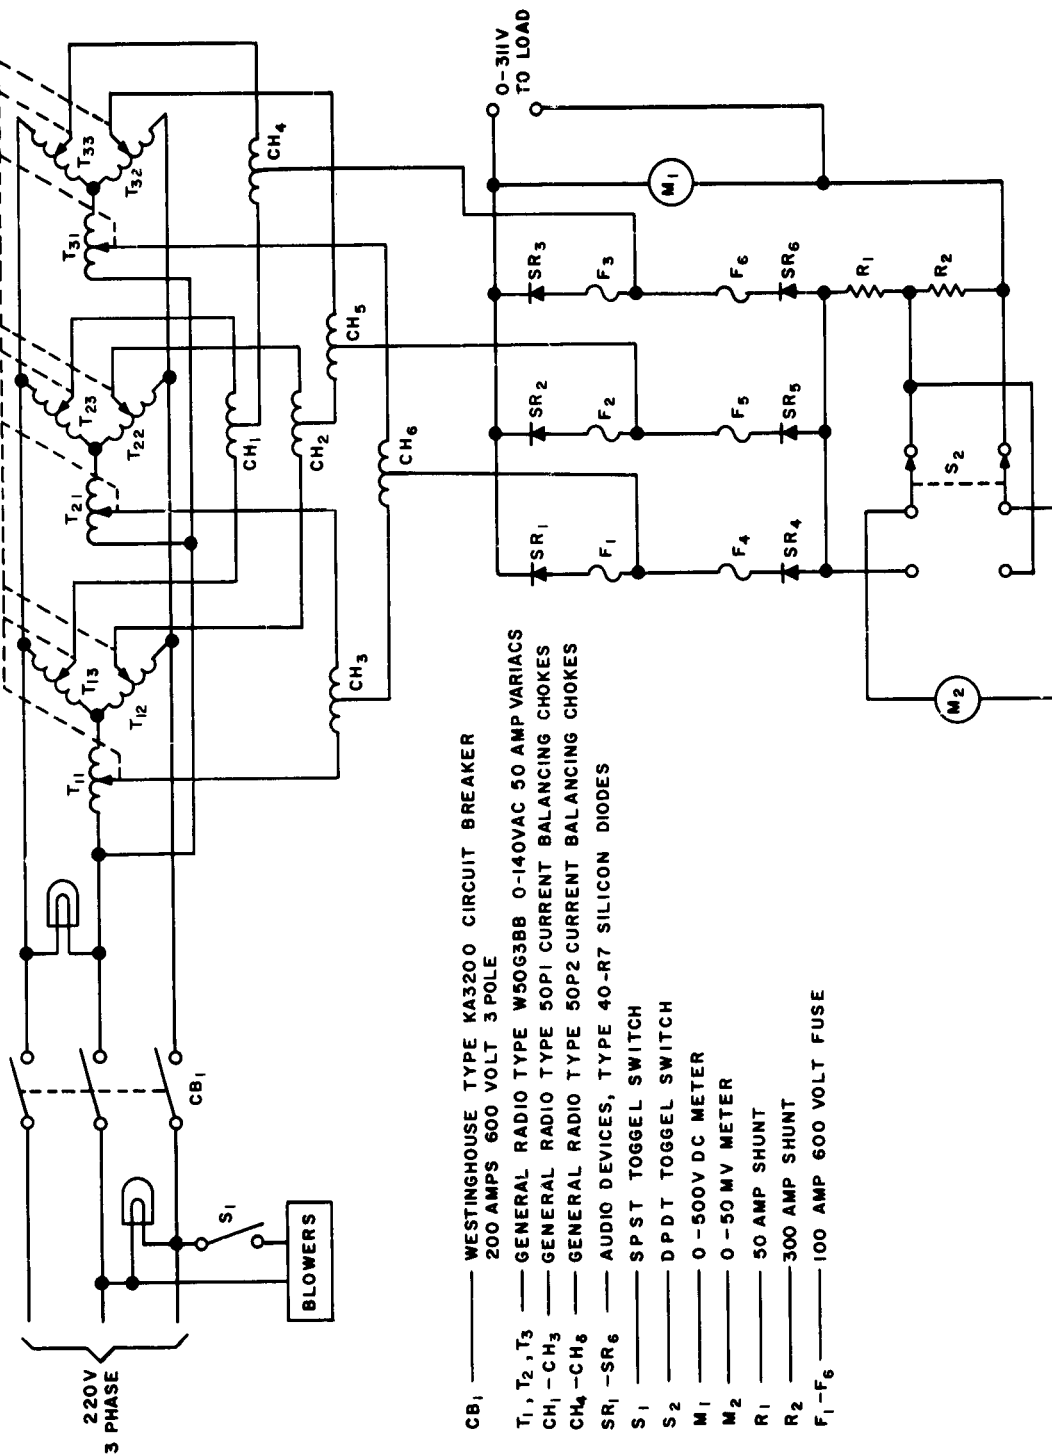 220V
3 PHASE
BLOWERS
S1
CB1
T11
T12
T13
T21
T22
T23
T31
T32
T33
CH3
CH1
CH2
CH6
CH5
CH4
SR1
SR2
SR3
F1
F2
F3
F4
F5
F6
SR4
SR5
SR6
R1
R2
M1
M2
S2
0-311V
TO LOAD
CB1 WESTINGHOUSE TYPE KA3200 CIRCUIT BREAKER
200 AMPS 600 VOLT 3 POLE
T1, T2, T3 GENERAL RADIO TYPE W50G3BB 0-140VAC 50 AMP VARIACS
CH1-CH3 GENERAL RADIO TYPE 50P1 CURRENT BALANCING CHOKES
CH4-CH6 GENERAL RADIO TYPE 50P2 CURRENT BALANCING CHOKES
SR1-SR6 AUDIO DEVICES, TYPE 40-R7 SILICON DIODES
S1 SPST TOGGEL SWITCH
S2 DPDT TOGGEL SWITCH
M1 0-500V DC METER
M2 0-50 MV METER
R1 50 AMP SHUNT
R2 300 AMP SHUNT
F1-F6 100 AMP 600 VOLT FUSE